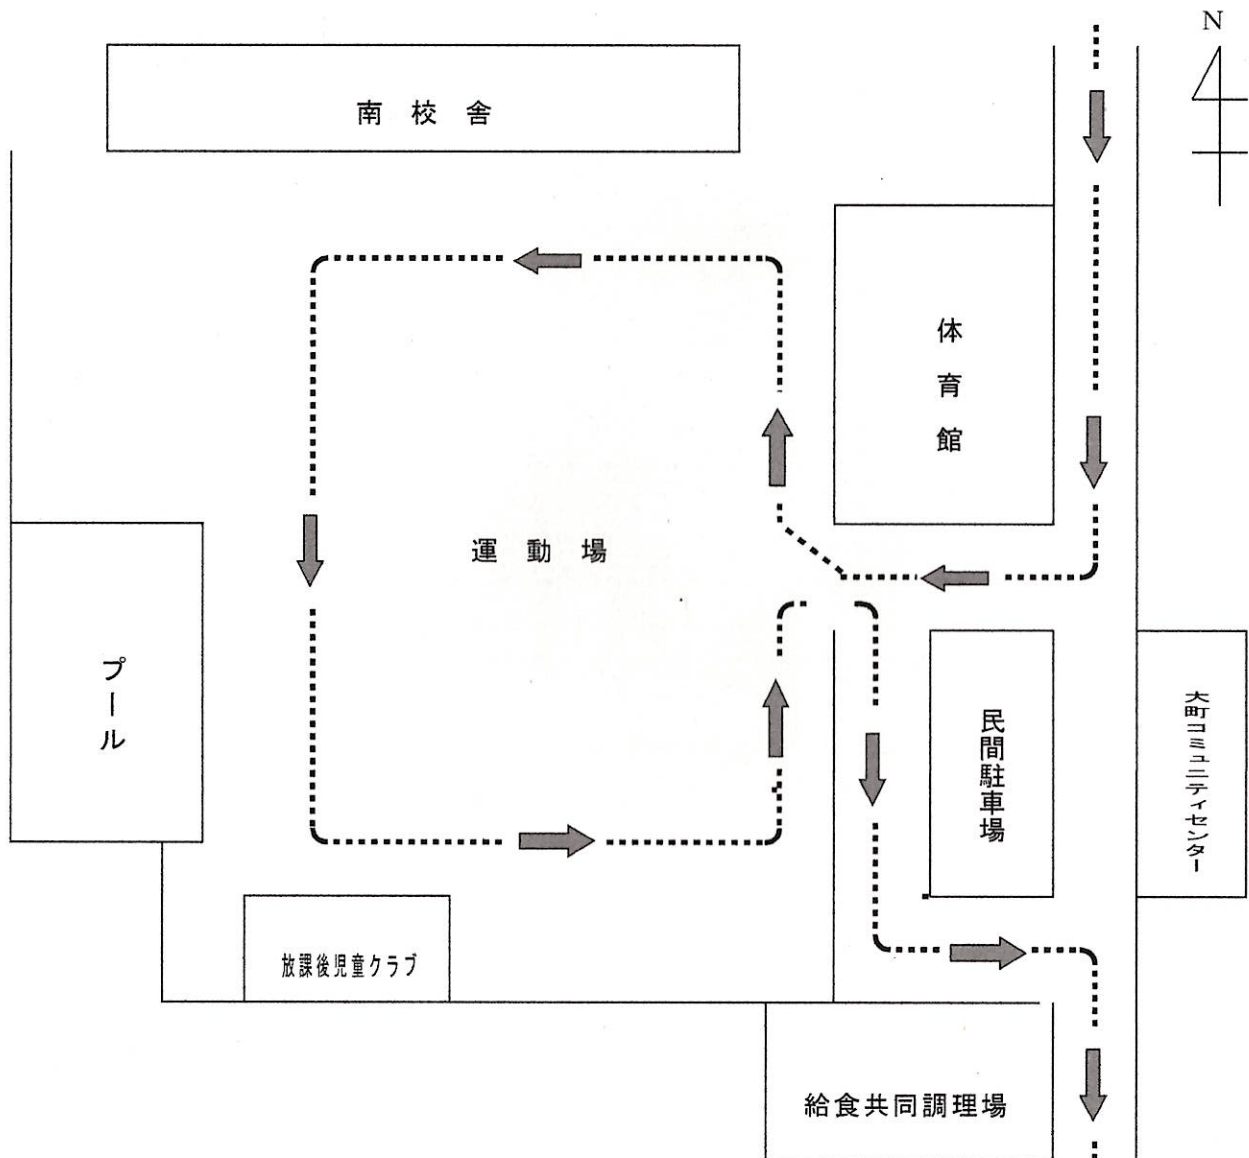 N
南校舎
体育館
運動場
プール
民間駐車場
大町コミュニティセンター
放課後児童クラブ
給食共同調理場